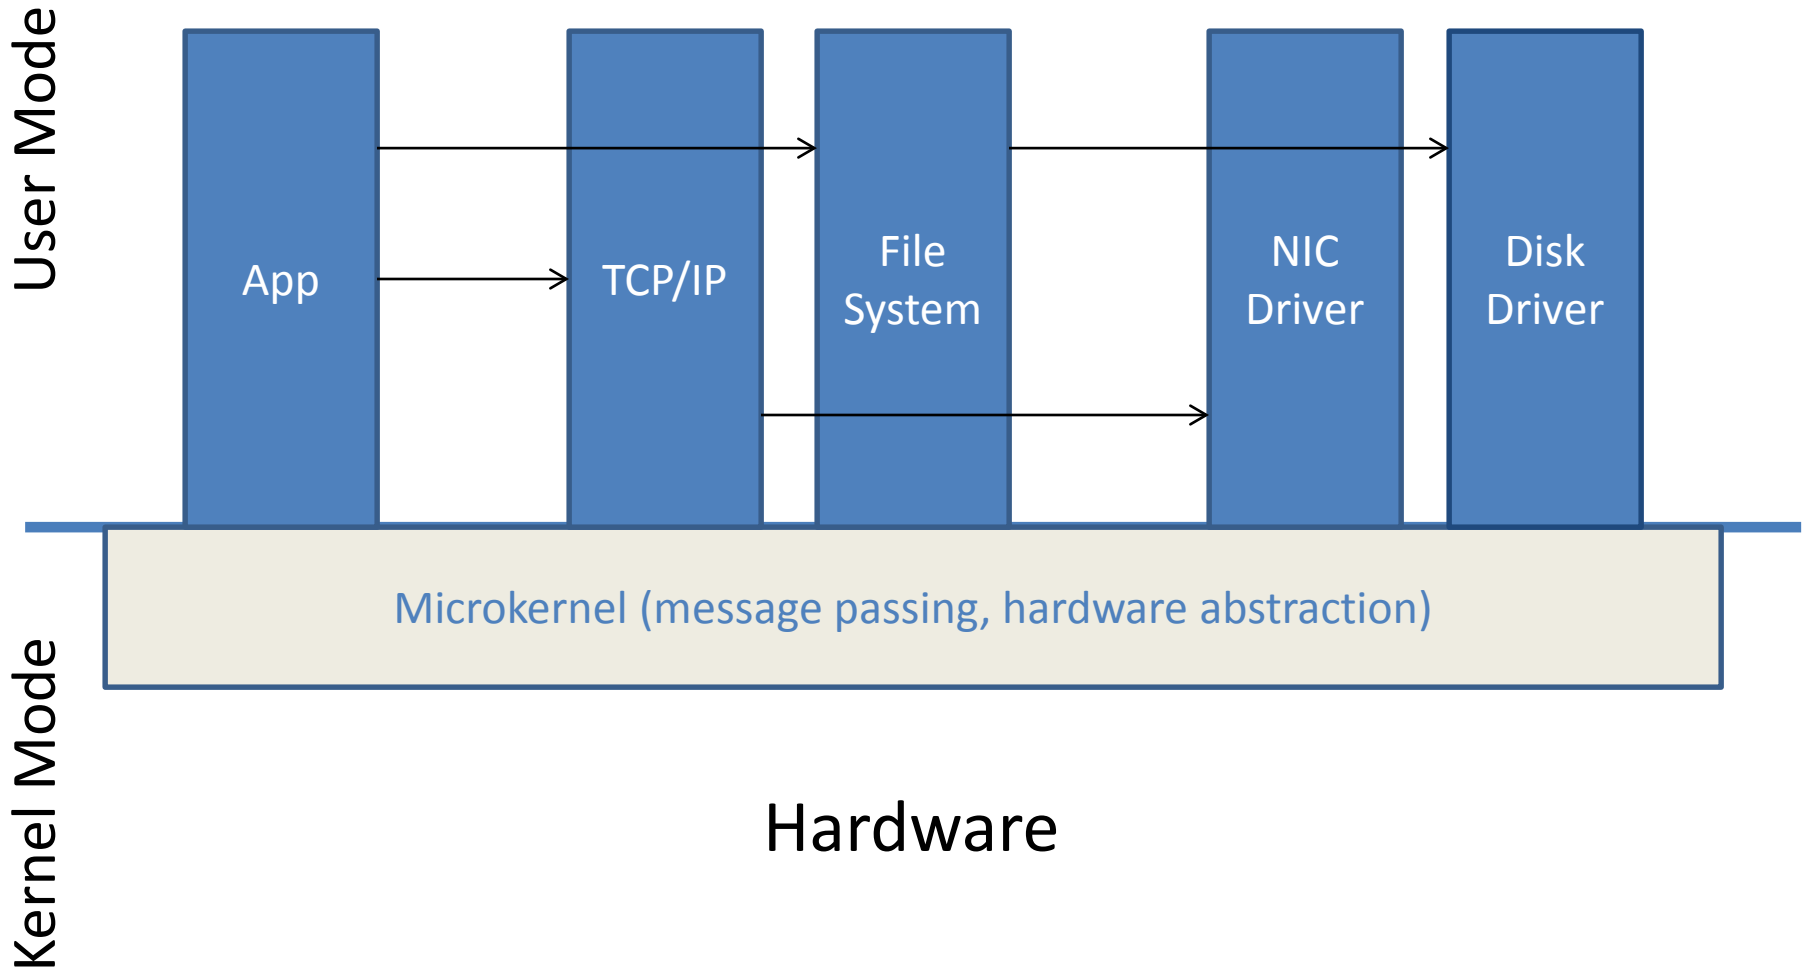 User Mode
App
TCP/IP
File
System
NIC
Driver
Disk
Driver
Microkernel (message passing, hardware abstraction)
Kernel Mode
Hardware